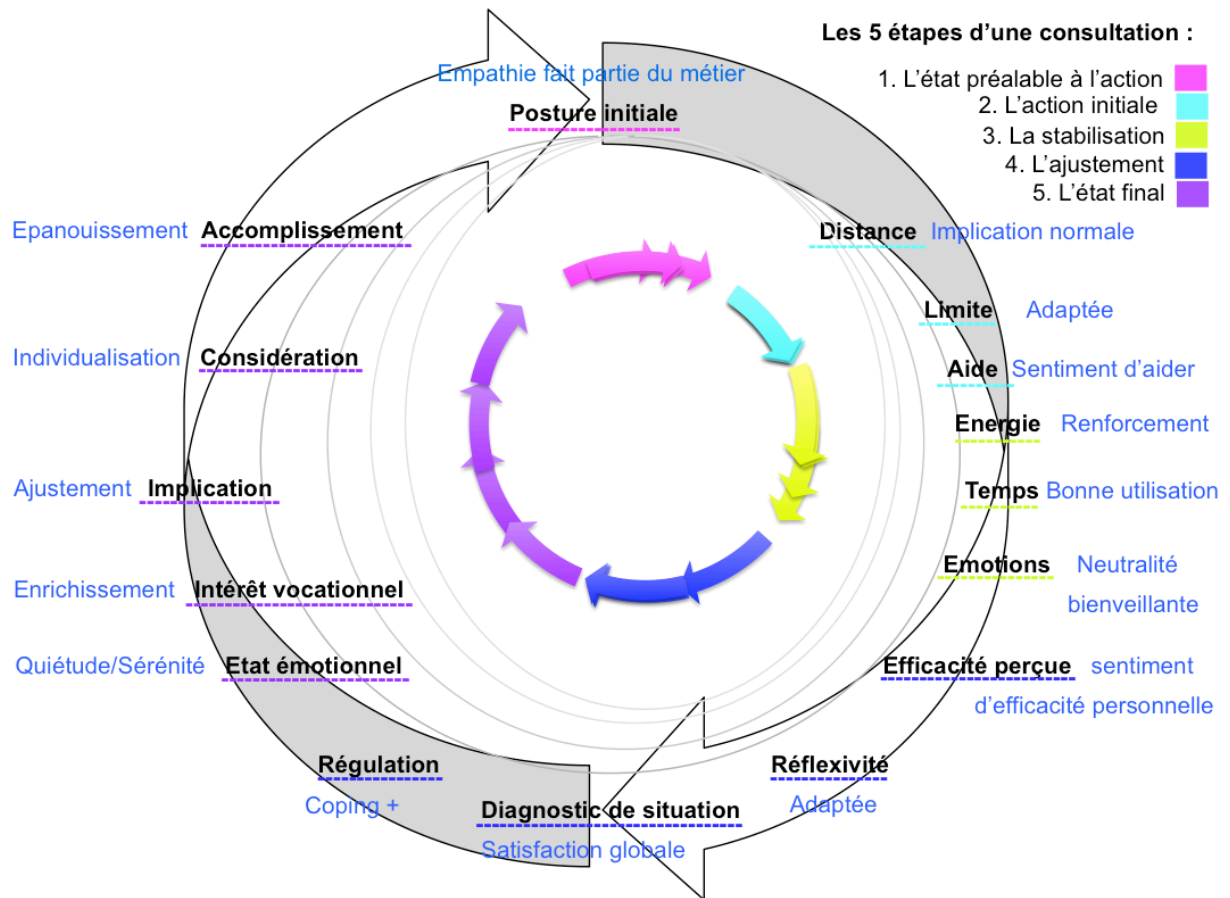 Les 5 étapes d'une consultation :
1. L'état préalable à l'action
2. L'action initiale
3. La stabilisation
4. L'ajustement
5. L'état final
Empathie fait partie du métier
Posture initiale
Distance Implication normale
Limite Adaptée
Aide Sentiment d'aider
Energie Renforcement
Temps Bonne utilisation
Emotions Neutralité
bienveillante
Efficacité perçue sentiment
d'efficacité personnelle
Réflexivité
Adaptée
Diagnostic de situation
Satisfaction globale
Régulation
Coping +
Quiétude/Sérénité Etat émotionnel
Enrichissement Intérêt vocationnel
Ajustement Implication
Individualisation Considération
Epanouissement Accomplissement